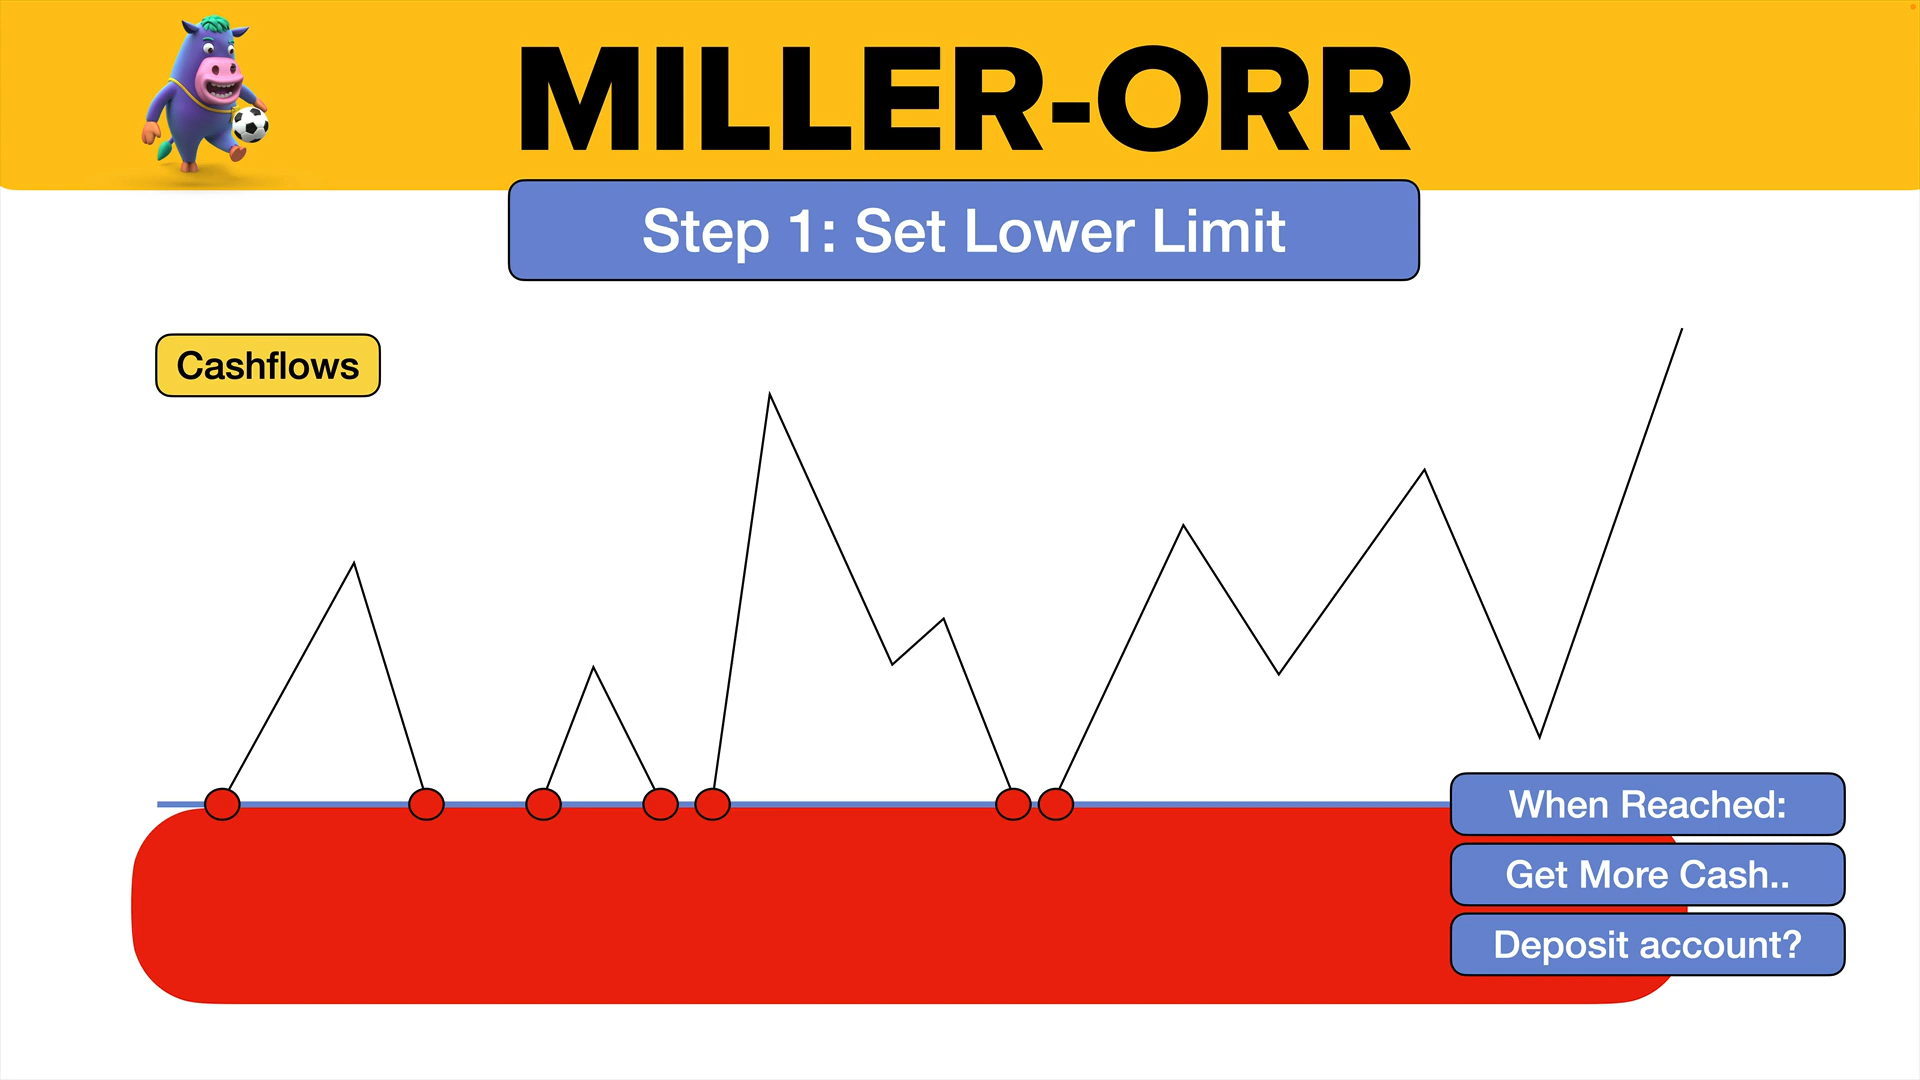 MILLER-ORR
Step 1: Set Lower Limit
Cashflows
When Reached:
Get More Cash..
Deposit account?